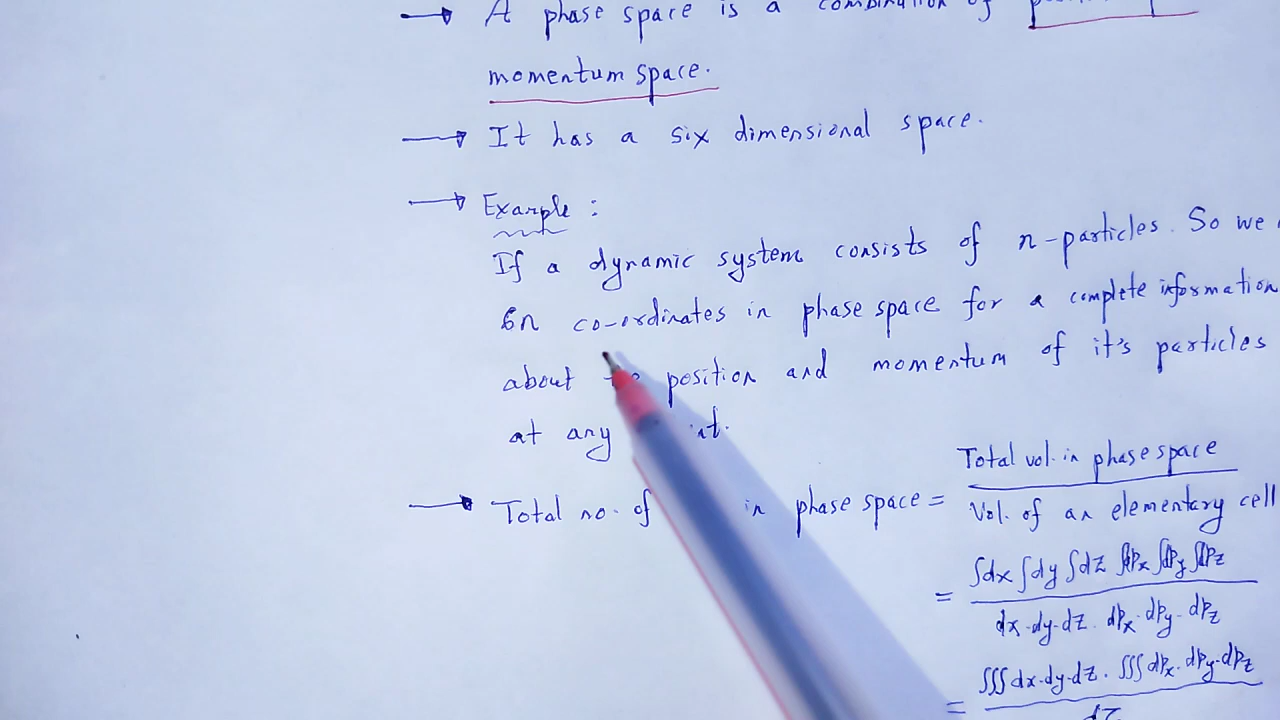 → A phase space is a combination of
momentum space.
→ It has a six dimensional space.
→ Example :
If a dynamic system consists of n-particles. So we
6n co-ordinates in phase space for a complete information
about position and momentum of it's particles
at any
→ Total no. of in phase space = Total vol. in phase space
Vol. of an elementary cell
= ∫dx ∫dy ∫dz ∫dPx ∫dPy ∫dPz
dx·dy·dz· dPx· dPy· dPz
= ∫∫∫ dx·dy·dz · ∫∫∫ dPx· dPy· dPz